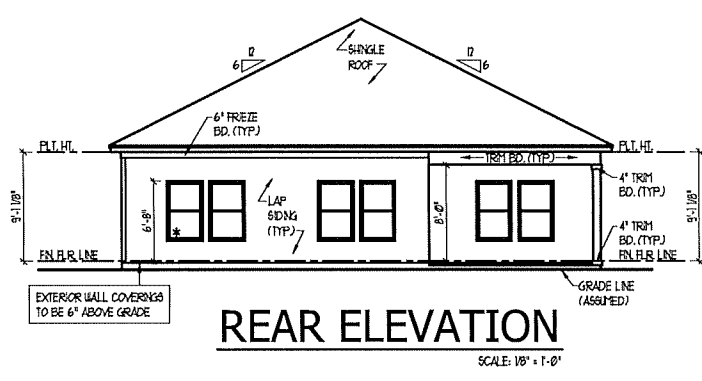 12
6
SHINGLE
ROOF
12
6
6" FRIEZE
BD. (TYP.)
PLT. HT.
PLT. HT.
TRIM BD. (TYP.)
4" TRIM
BD. (TYP.)
9'-1 1/8"
6'-8"
LAP
SIDING
(TYP.)
8'-0"
9'-1 1/8"
*
4" TRIM
BD. (TYP.)
FIN. FLR. LINE
FIN. FLR. LINE
EXTERIOR WALL COVERINGS
TO BE 6" ABOVE GRADE
GRADE LINE
(ASSUMED)
REAR ELEVATION
SCALE: 1/8" = 1'-0"